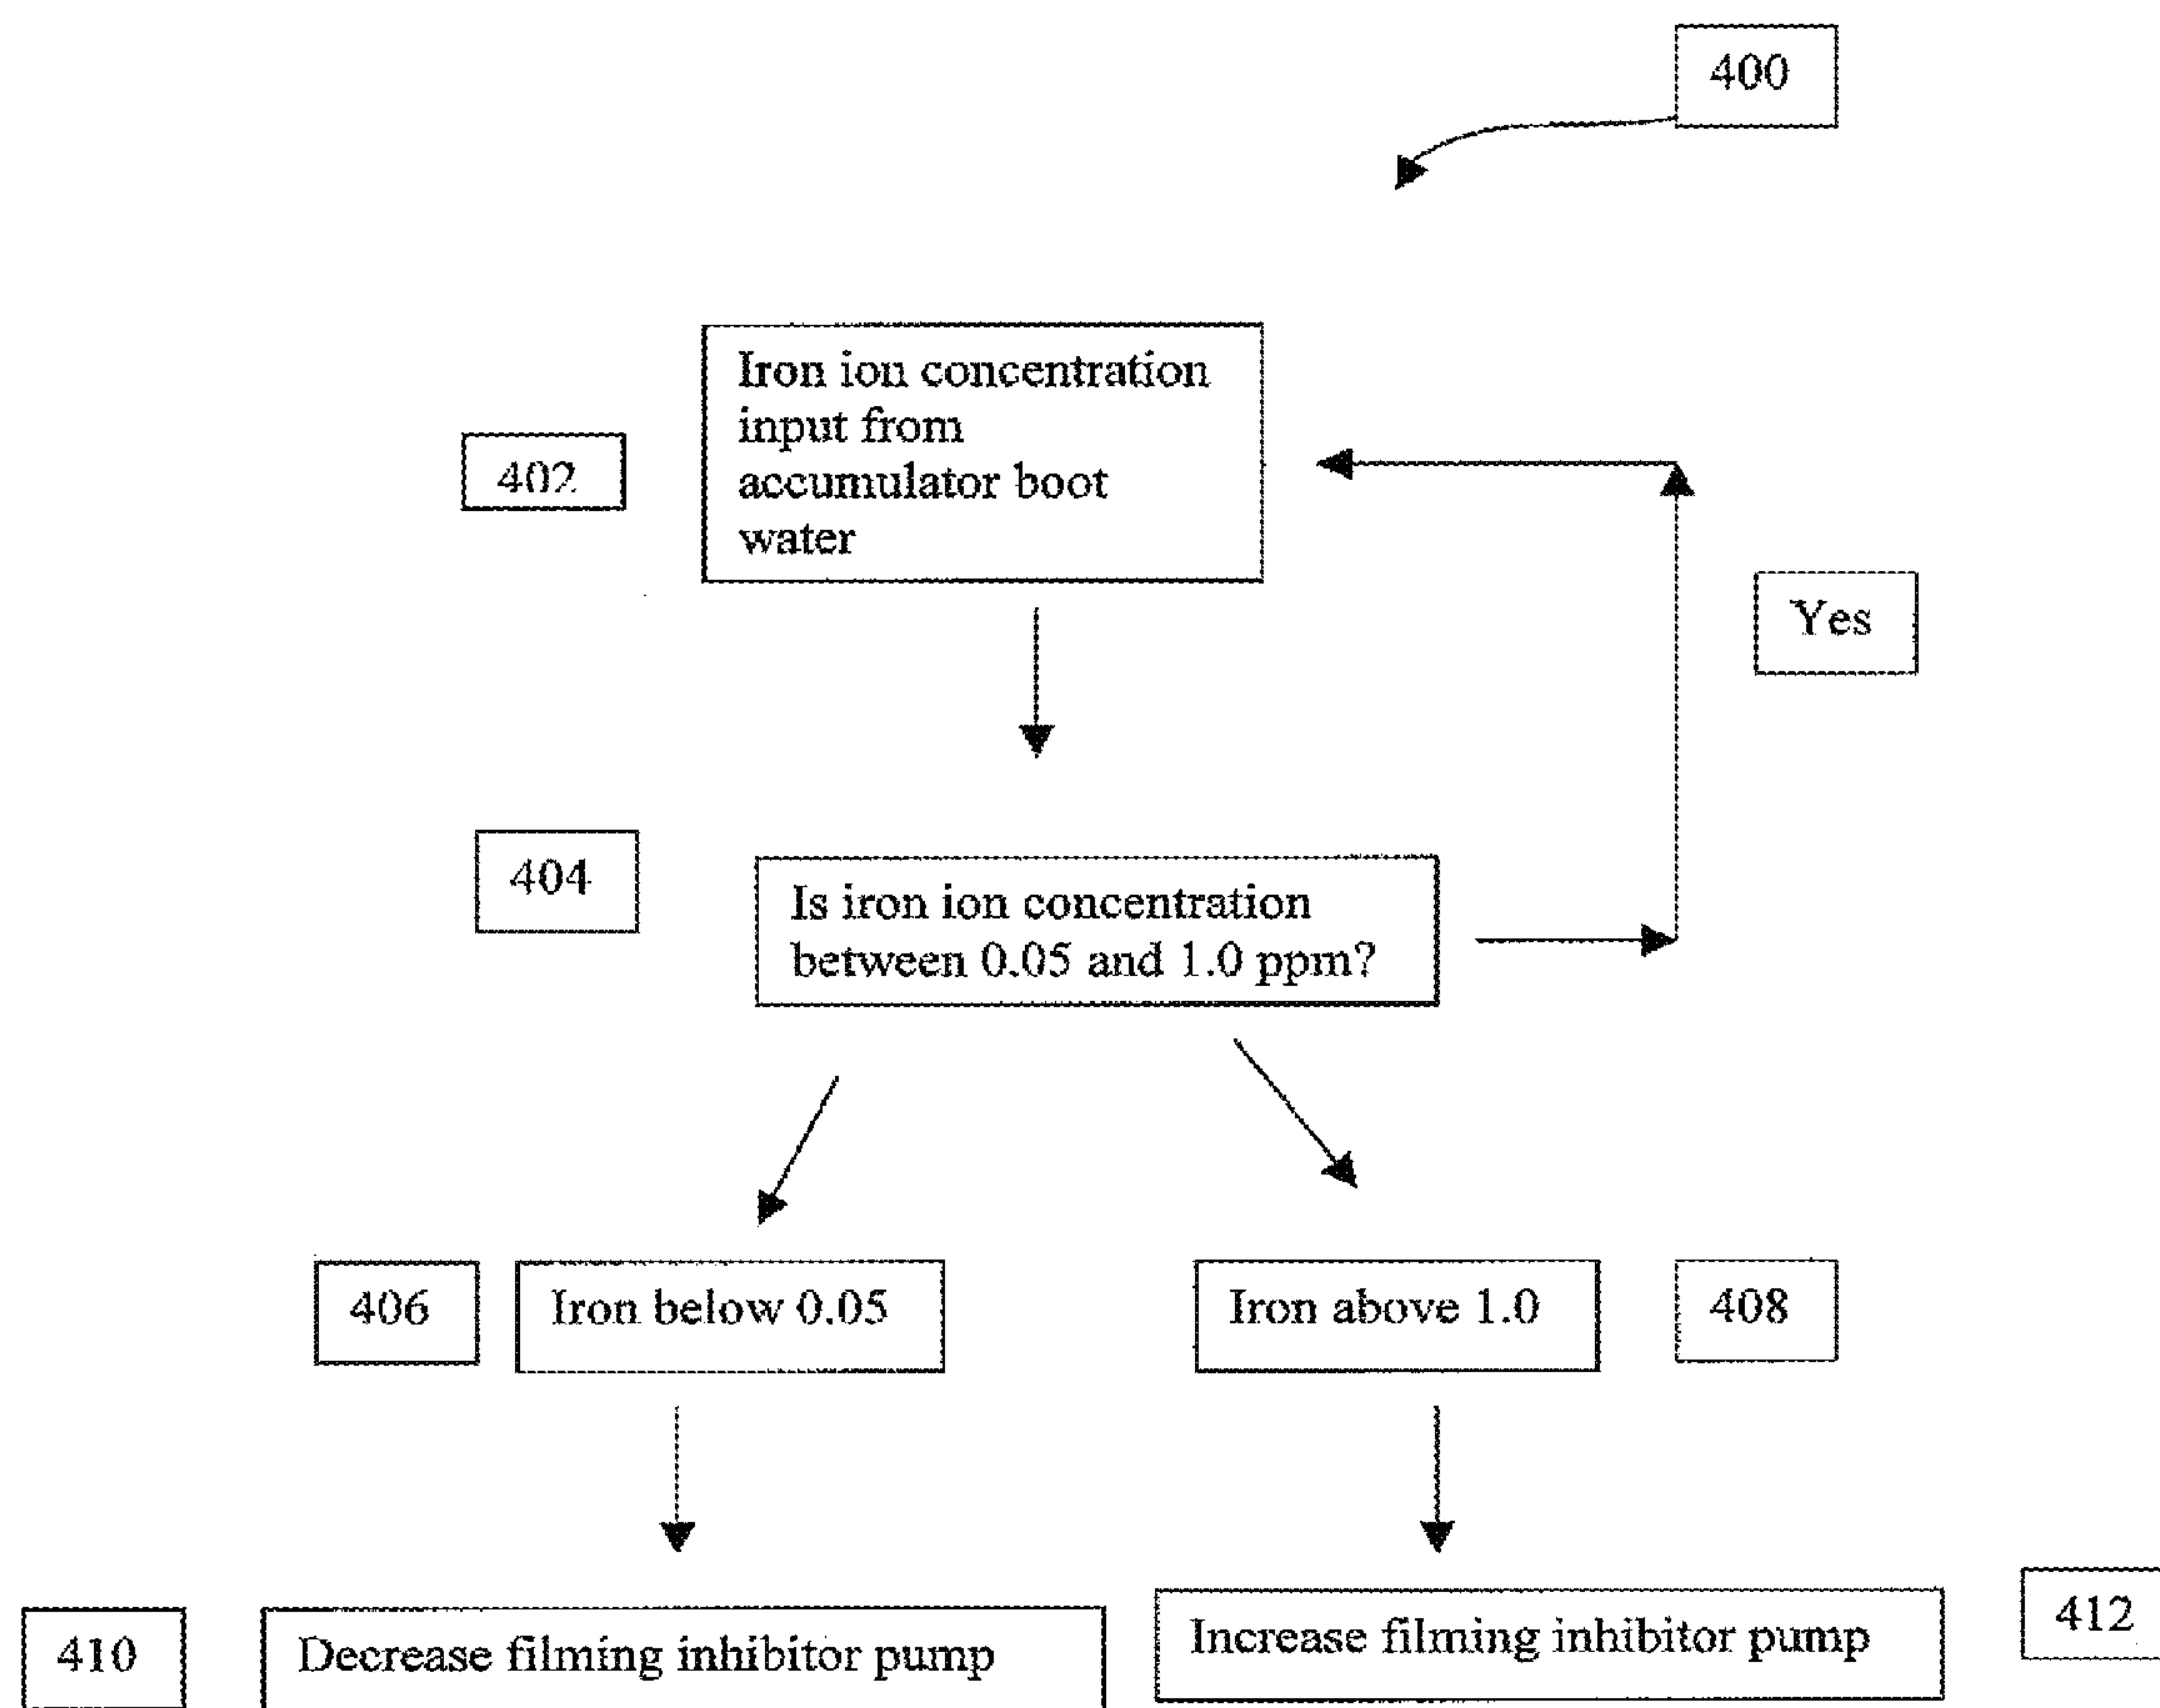 400
Iron ion concentration
input from
accumulator boot
water
402
Yes
404
Is iron ion concentration
between 0.05 and 1.0 ppm?
406
Iron below 0.05
Iron above 1.0
408
410
Decrease filming inhibitor pump
Increase filming inhibitor pump
412